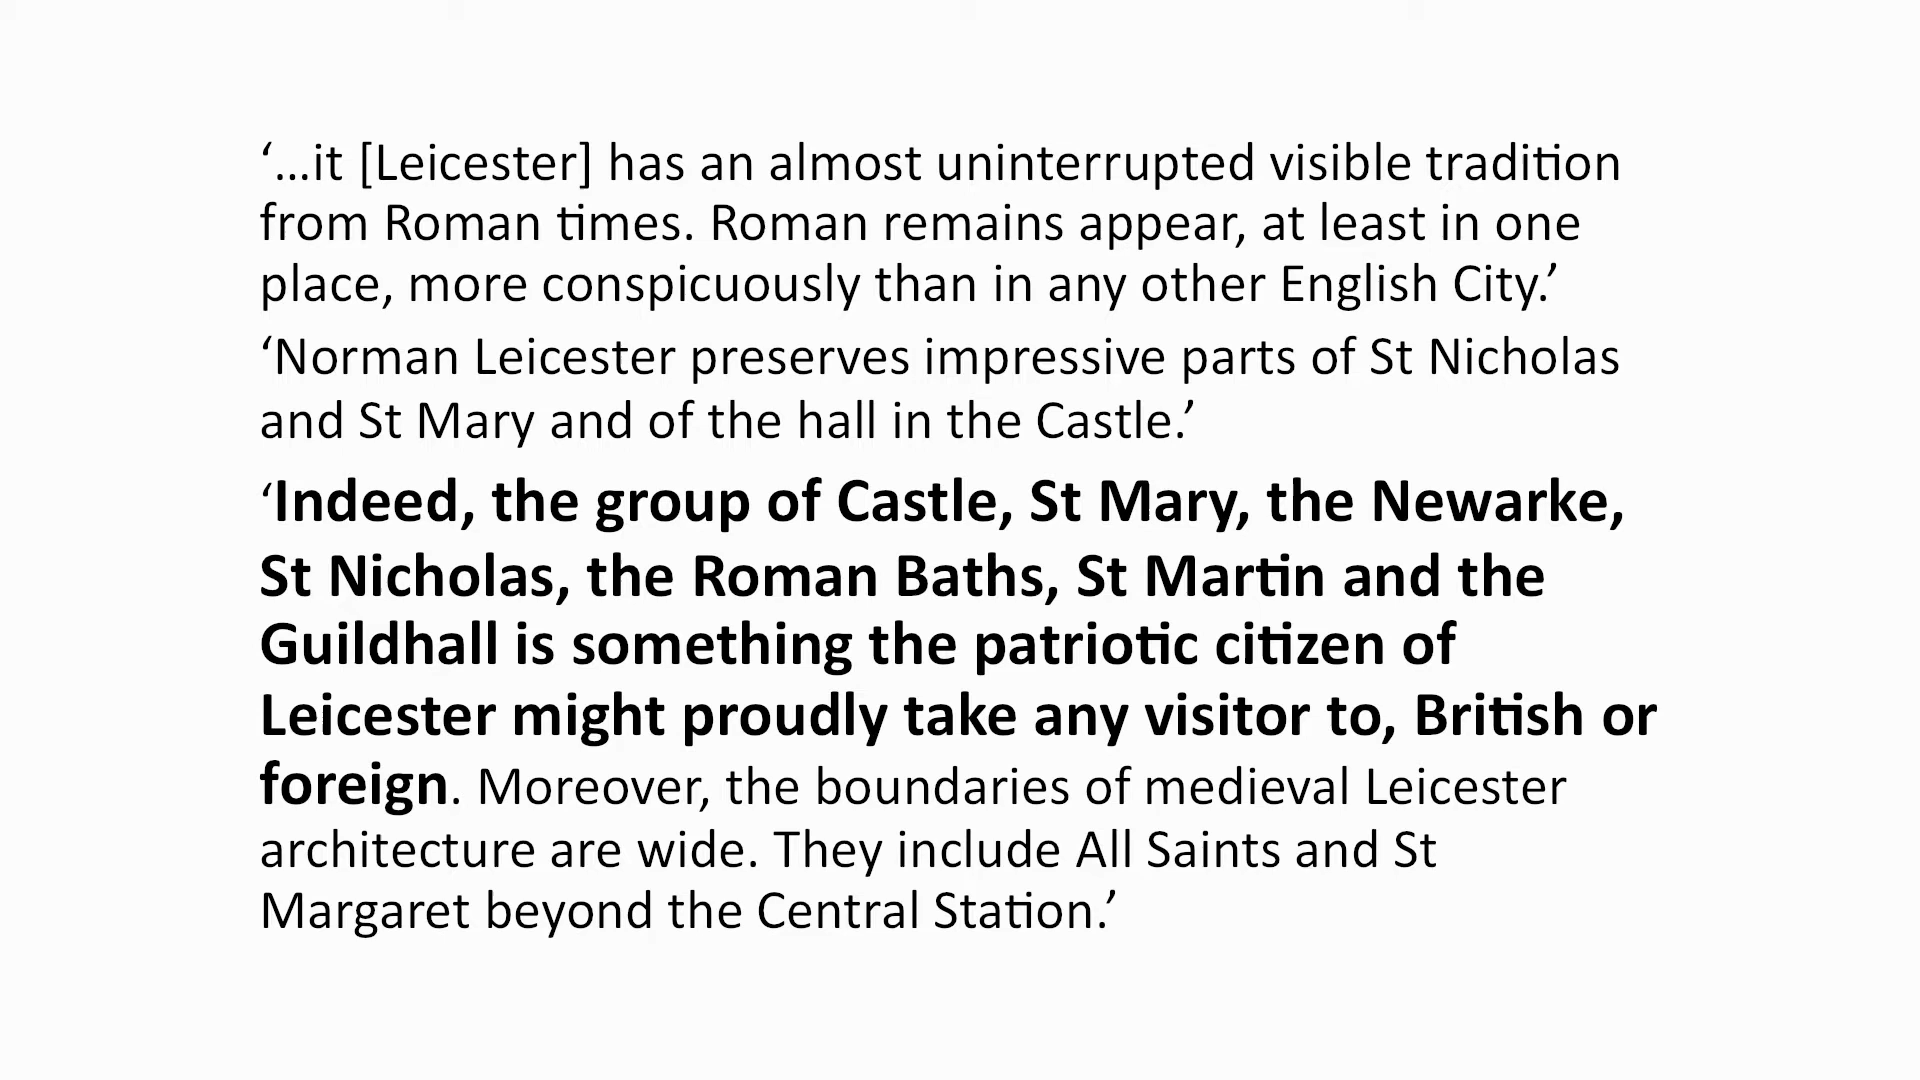 ‘…it [Leicester] has an almost uninterrupted visible tradition
from Roman times. Roman remains appear, at least in one
place, more conspicuously than in any other English City.’
‘Norman Leicester preserves impressive parts of St Nicholas
and St Mary and of the hall in the Castle.’
‘Indeed, the group of Castle, St Mary, the Newarke,
St Nicholas, the Roman Baths, St Martin and the
Guildhall is something the patriotic citizen of
Leicester might proudly take any visitor to, British or
foreign. Moreover, the boundaries of medieval Leicester
architecture are wide. They include All Saints and St
Margaret beyond the Central Station.’